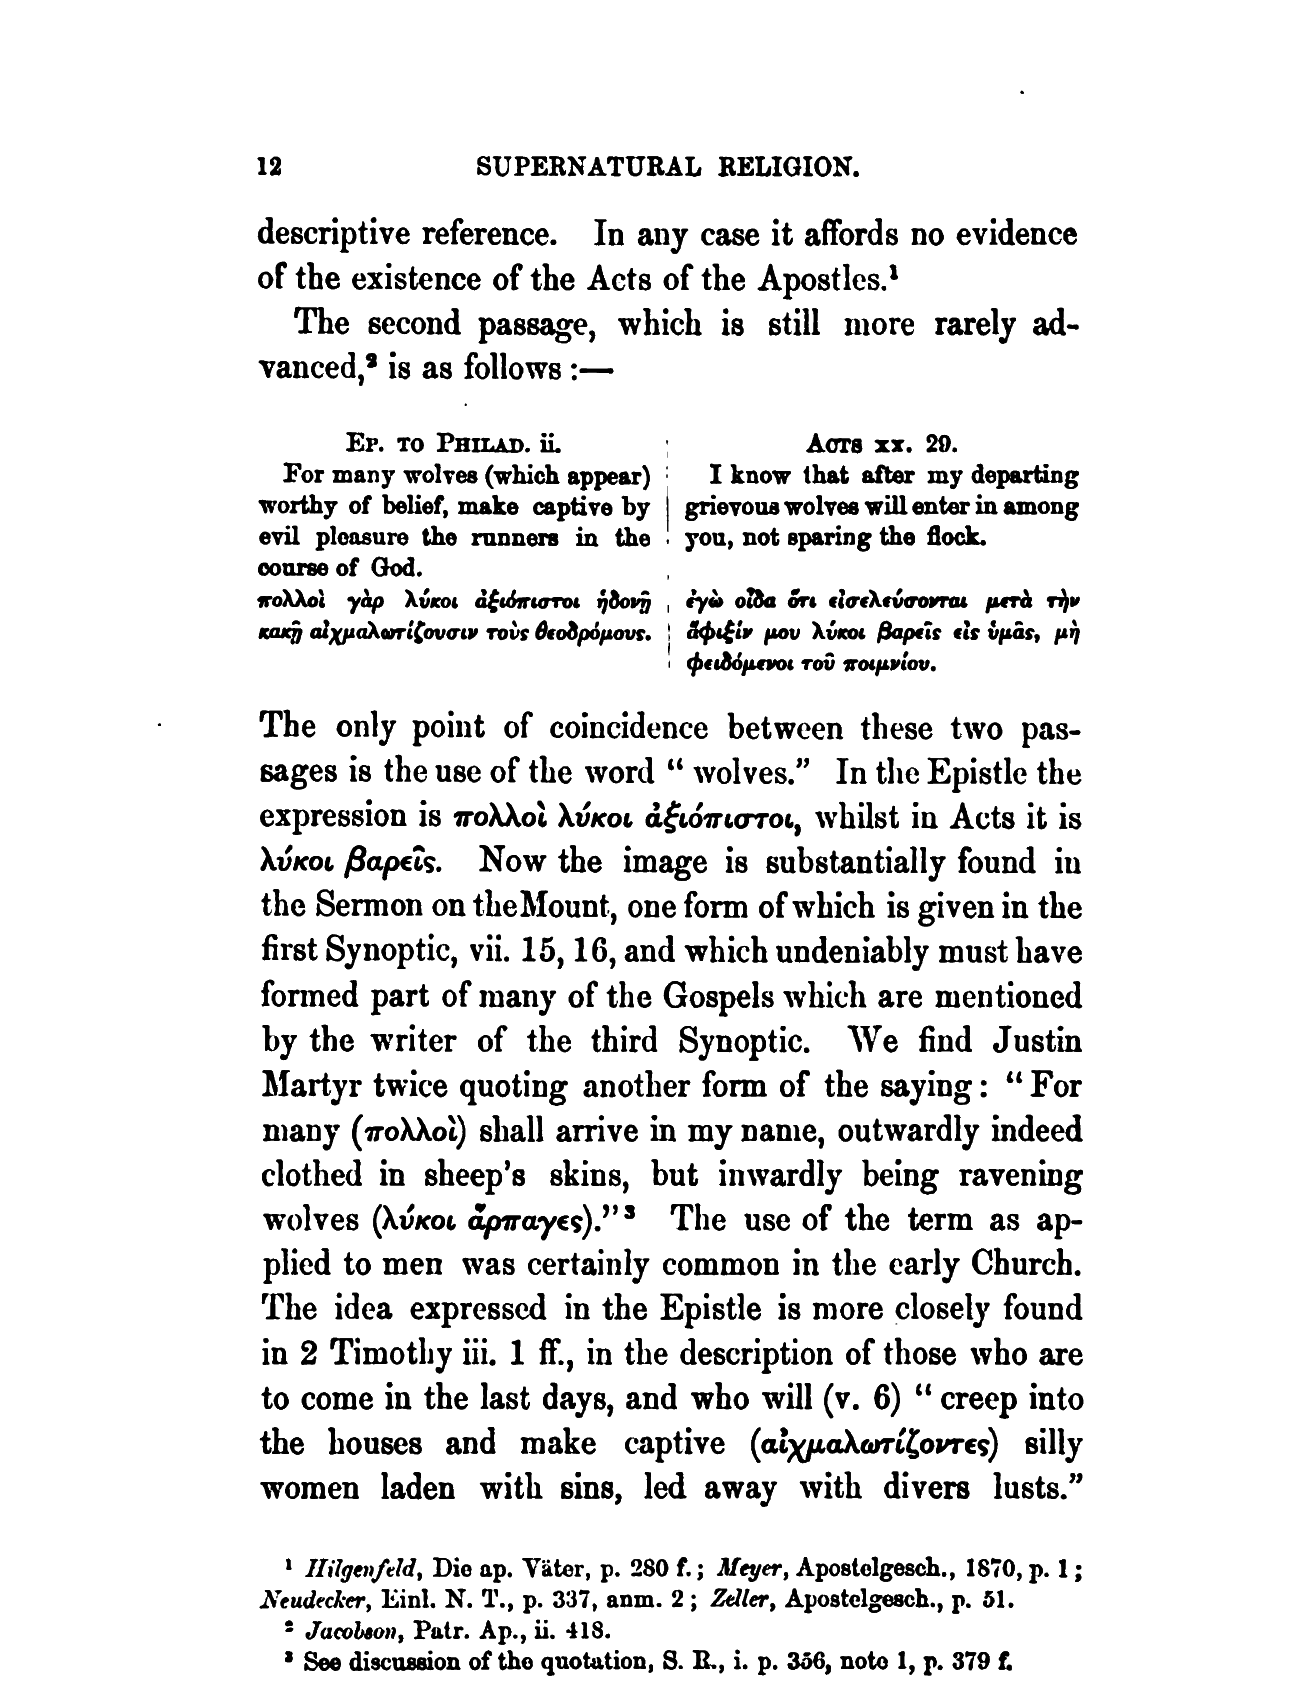 12 SUPERNATURAL RELIGION.
descriptive reference. In any case it affords no evidence
of the existence of the Acts of the Apostles.¹
The second passage, which is still more rarely ad-
vanced,² is as follows :—
EP. TO PHILAD. ii.
For many wolves (which appear)
worthy of belief, make captive by
evil pleasure the runners in the
course of God.
πολλοὶ γὰρ λύκοι ἀξιόπιστοι ἡδονῇ
κακῇ αἰχμαλωτίζουσιν τοὺς θεοδρόμους.
ACTS xx. 29.
I know that after my departing
grievous wolves will enter in among
you, not sparing the flock.
ἐγὼ οἶδα ὅτι εἰσελεύσονται μετὰ τὴν
ἄφιξίν μου λύκοι βαρεῖς εἰς ὑμᾶς, μὴ
φειδόμενοι τοῦ ποιμνίου.
The only point of coincidence between these two pas-
sages is the use of the word “ wolves.” In the Epistle the
expression is πολλοὶ λύκοι ἀξιόπιστοι, whilst in Acts it is
λύκοι βαρεῖς. Now the image is substantially found in
the Sermon on the Mount, one form of which is given in the
first Synoptic, vii. 15, 16, and which undeniably must have
formed part of many of the Gospels which are mentioned
by the writer of the third Synoptic. We find Justin
Martyr twice quoting another form of the saying : “ For
many (πολλοὶ) shall arrive in my name, outwardly indeed
clothed in sheep's skins, but inwardly being ravening
wolves (λύκοι ἅρπαγες).” ³ The use of the term as ap-
plied to men was certainly common in the early Church.
The idea expressed in the Epistle is more closely found
in 2 Timothy iii. 1 ff., in the description of those who are
to come in the last days, and who will (v. 6) “ creep into
the houses and make captive (αἰχμαλωτίζοντες) silly
women laden with sins, led away with divers lusts.”
¹ Hilgenfeld, Die ap. Väter, p. 280 f. ; Meyer, Apostelgesch., 1870, p. 1 ;
Neudecker, Einl. N. T., p. 337, anm. 2 ; Zeller, Apostelgesch., p. 51.
² Jacobson, Patr. Ap., ii. 418.
³ See discussion of the quotation, S. R., i. p. 356, note 1, p. 379 f.